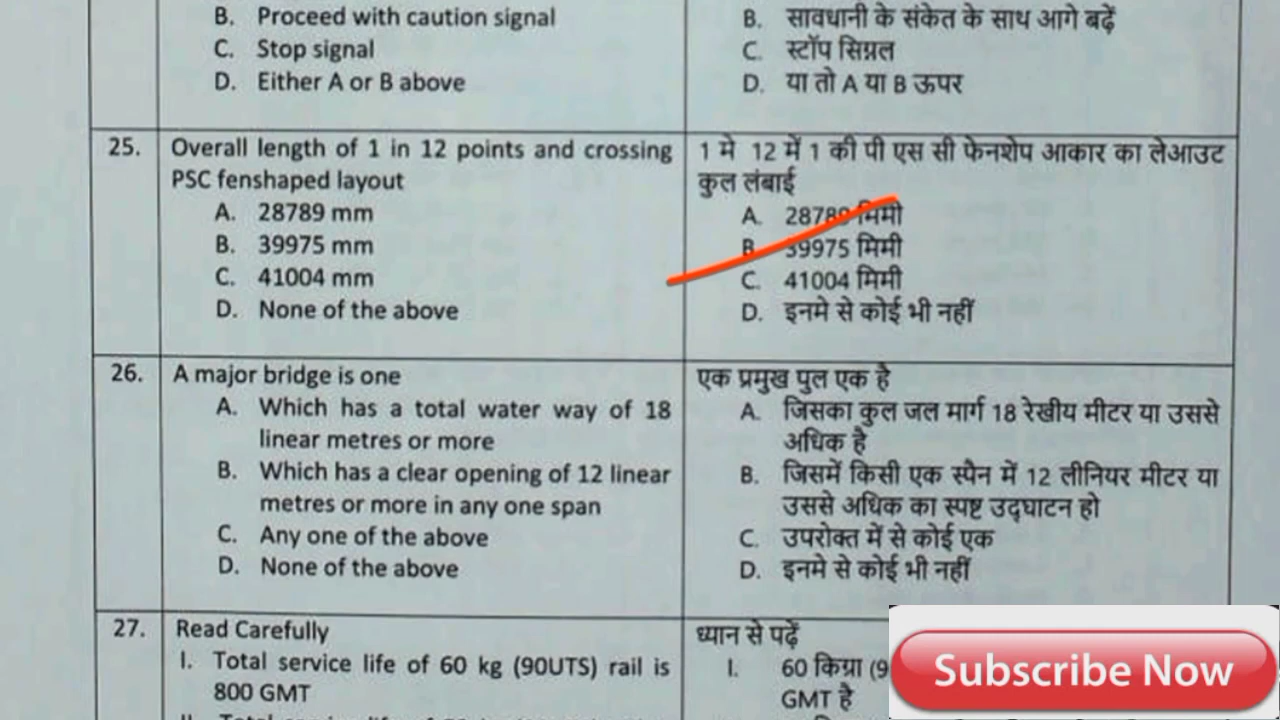 B. Proceed with caution signal
C. Stop signal
D. Either A or B above
B. सावधानी के संकेत के साथ आगे बढ़ें
C. स्टॉप सिग्नल
D. या तो A या B ऊपर
25.
Overall length of 1 in 12 points and crossing
PSC fenshaped layout
A. 28789 mm
B. 39975 mm
C. 41004 mm
D. None of the above
1 मे 12 में 1 की पी एस सी फेनशेप आकार का लेआउट
कुल लंबाई
A. 28789 मिमी
B. 39975 मिमी
C. 41004 मिमी
D. इनमे से कोई भी नहीं
26.
A major bridge is one
A. Which has a total water way of 18
linear metres or more
B. Which has a clear opening of 12 linear
metres or more in any one span
C. Any one of the above
D. None of the above
एक प्रमुख पुल एक है
A. जिसका कुल जल मार्ग 18 रेखीय मीटर या उससे
अधिक है
B. जिसमें किसी एक स्पैन में 12 लीनियर मीटर या
उससे अधिक का स्पष्ट उद्घाटन हो
C. उपरोक्त में से कोई एक
D. इनमे से कोई भी नहीं
27.
Read Carefully
I. Total service life of 60 kg (90UTS) rail is
800 GMT
ध्यान से पढ़ें
I. 60 किग्रा (9
GMT है
Subscribe Now